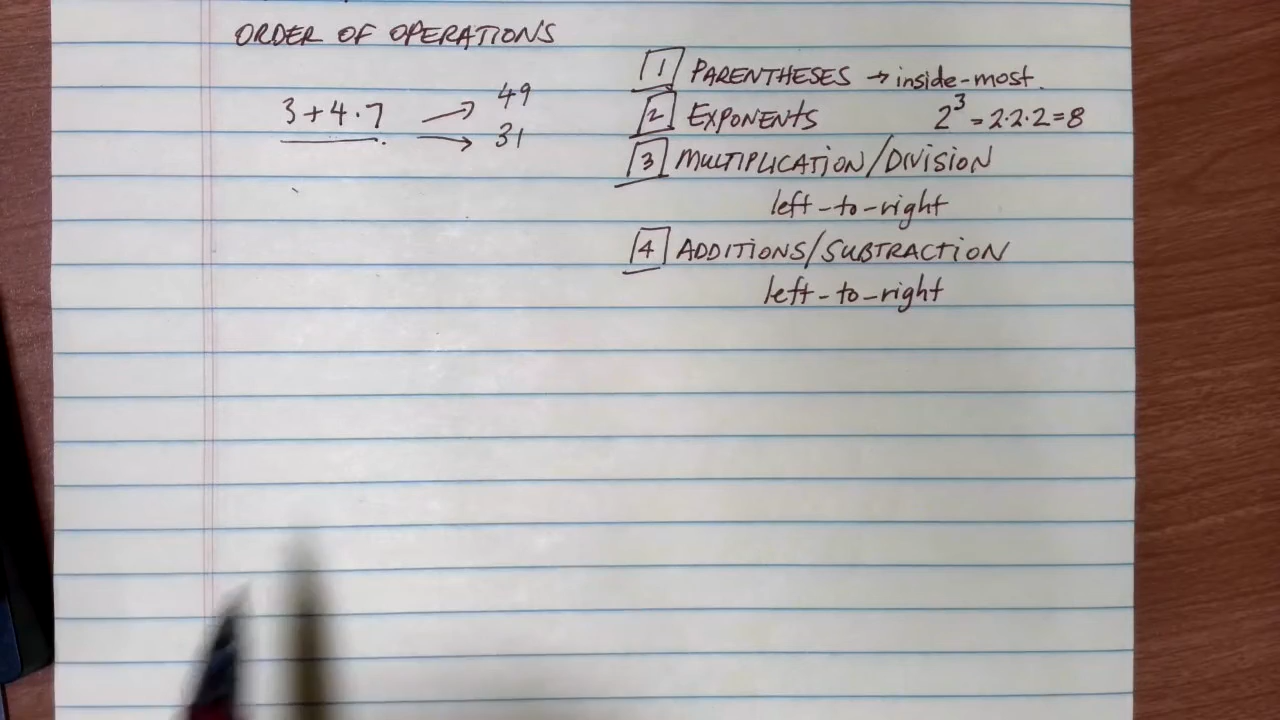 ORDER OF OPERATIONS
3+4·7 → 49
→ 31
1 PARENTHESES → inside-most.
2 EXPONENTS 2³ = 2·2·2 = 8
3 MULTIPLICATION/DIVISION
left-to-right
4 ADDITIONS/SUBTRACTION
left-to-right